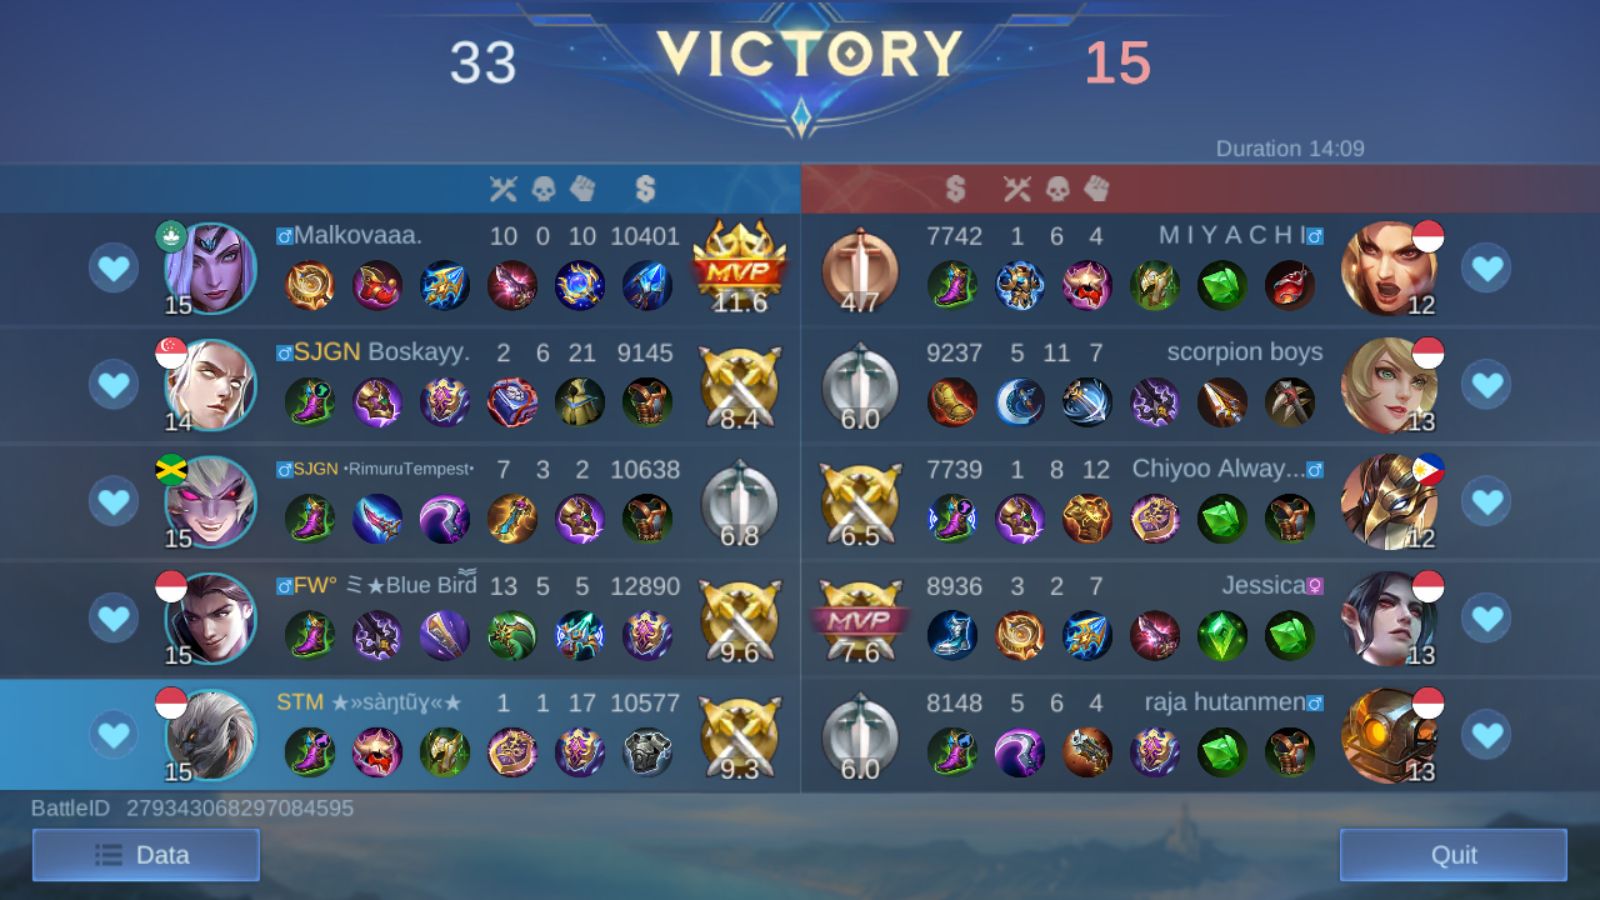 33 VICTORY 15
Duration 14:09
Malkovaaa. 10 0 10 10401 MVP 11.6 15
4.7 7742 1 6 4 M I Y A C H I 12
SJGN Boskayy. 2 6 21 9145 8.4 14
6.0 9237 5 11 7 scorpion boys 13
SJGN •RimuruTempest• 7 3 2 10638 6.8 15
6.5 7739 1 8 12 Chiyoo Alway... 12
FW° ミ★Blue Bird 13 5 5 12890 9.6 15
MVP 7.6 8936 3 2 7 Jessica 13
STM ★»sàŋtũɣ«★ 1 1 17 10577 9.3 15
6.0 8148 5 6 4 raja hutanmen 13
BattleID 279343068297084595
Data
Quit